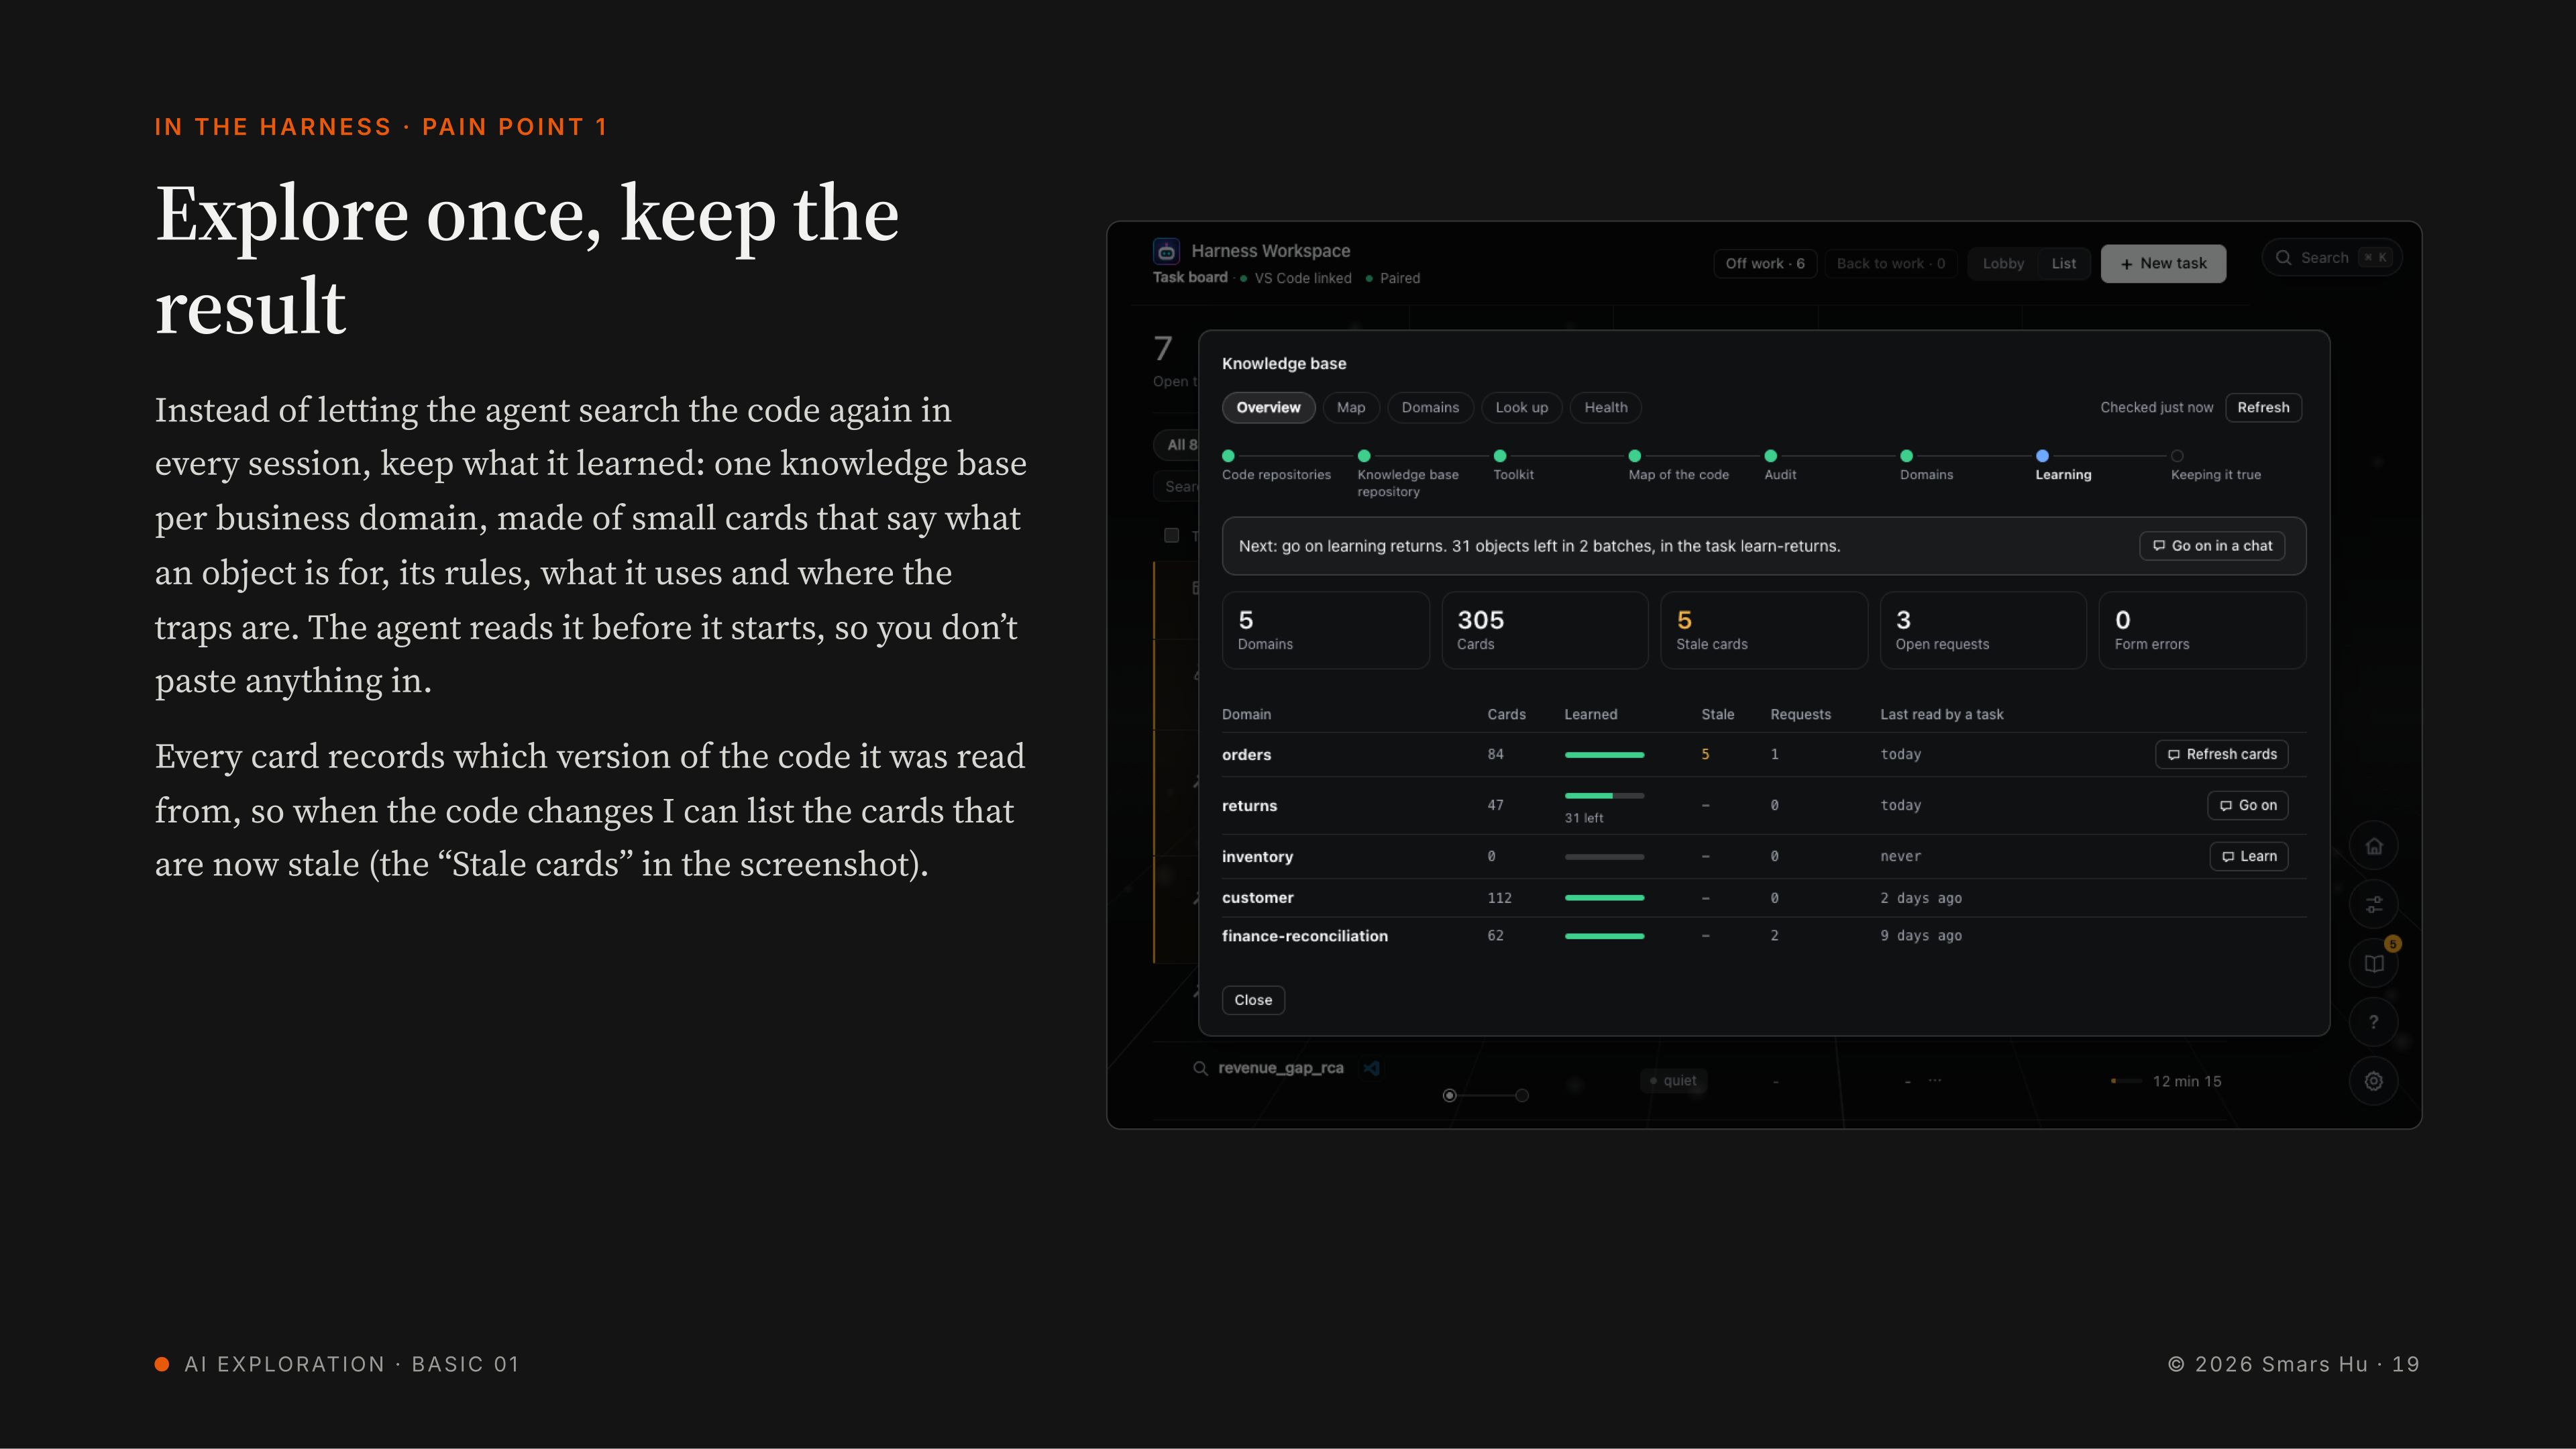 IN THE HARNESS · PAIN POINT 1
Explore once, keep the
result
Instead of letting the agent search the code again in
every session, keep what it learned: one knowledge base
per business domain, made of small cards that say what
an object is for, its rules, what it uses and where the
traps are. The agent reads it before it starts, so you don’t
paste anything in.
Every card records which version of the code it was read
from, so when the code changes I can list the cards that
are now stale (the “Stale cards” in the screenshot).
Harness Workspace
Task board · VS Code linked Paired
Off work · 6 Back to work · 0 Lobby List + New task Search ⌘ K
7
Open t
All 8
Sear
Knowledge base
Overview Map Domains Look up Health Checked just now Refresh
Code repositories Knowledge base Toolkit Map of the code Audit Domains Learning Keeping it true
repository
Next: go on learning returns. 31 objects left in 2 batches, in the task learn-returns. Go on in a chat
5 305 5 3 0
Domains Cards Stale cards Open requests Form errors
Domain Cards Learned Stale Requests Last read by a task
orders 84 5 1 today Refresh cards
returns 47 – 0 today Go on
31 left
inventory 0 – 0 never Learn
customer 112 – 0 2 days ago
finance-reconciliation 62 – 2 9 days ago
5
Close
?
revenue_gap_rca
quiet - - ··· 12 min 15
AI EXPLORATION · BASIC 01
© 2026 Smars Hu · 19